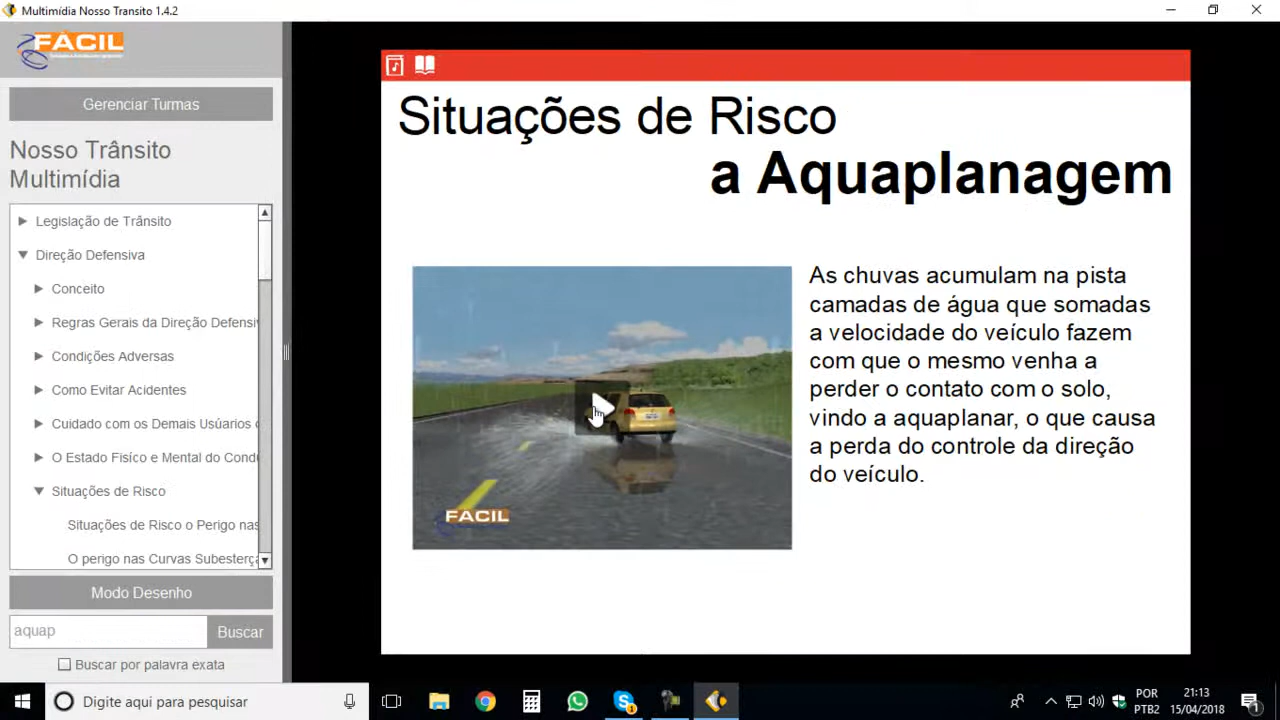 Multimídia Nosso Transito 1.4.2
FÁCIL
Gerenciar Turmas
Nosso Trânsito
Multimídia
Legislação de Trânsito
Direção Defensiva
Conceito
Regras Gerais da Direção Defensi
Condições Adversas
Como Evitar Acidentes
Cuidado com os Demais Usúarios
O Estado Fisíco e Mental do Cond
Situações de Risco
Situações de Risco o Perigo nas
O perigo nas Curvas Subesterç
Modo Desenho
aquap
Buscar
Buscar por palavra exata
Situações de Risco
a Aquaplanagem
As chuvas acumulam na pista
camadas de água que somadas
a velocidade do veículo fazem
com que o mesmo venha a
perder o contato com o solo,
vindo a aquaplanar, o que causa
a perda do controle da direção
do veículo.
FACIL
Digite aqui para pesquisar
1
POR
PTB2
21:13
15/04/2018
1